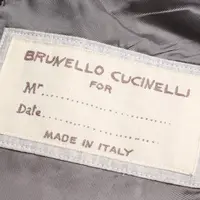 BRUNELLO CUCINELLI
FOR
Mr.
Date
MADE IN ITALY